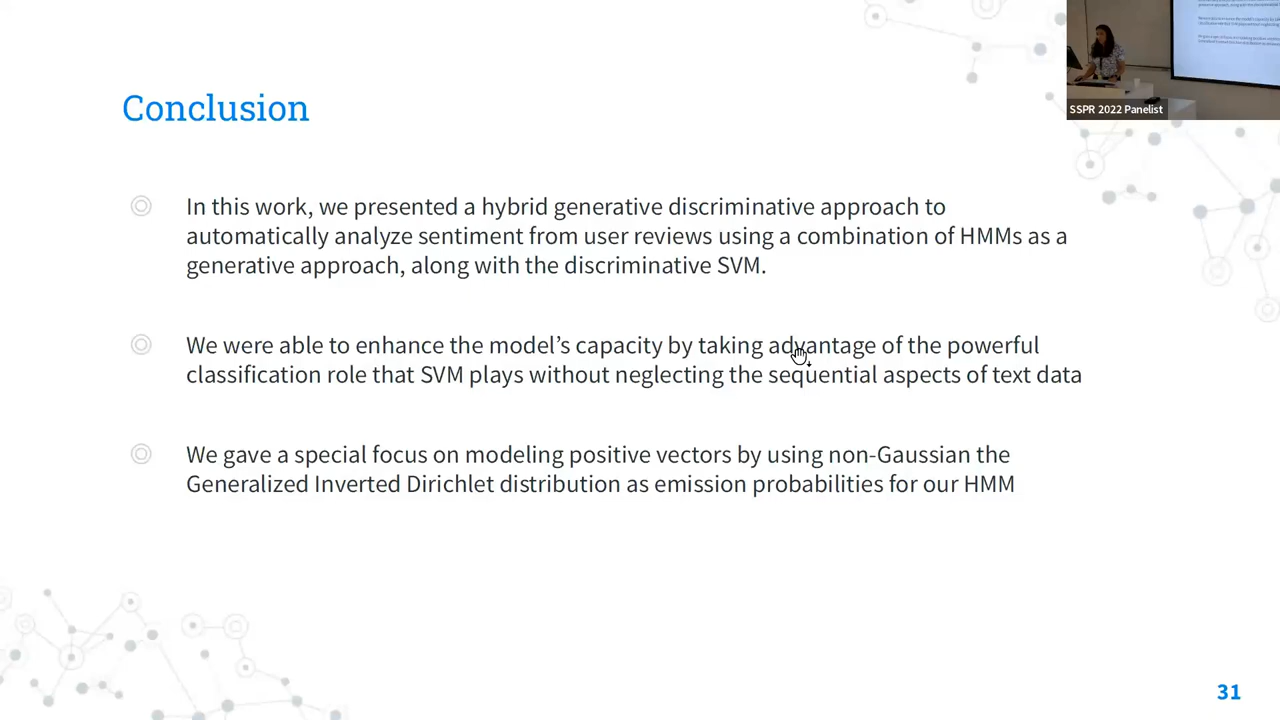 Conclusion
In this work, we presented a hybrid generative discriminative approach to
automatically analyze sentiment from user reviews using a combination of HMMs as a
generative approach, along with the discriminative SVM.
We were able to enhance the model's capacity by taking advantage of the powerful
classification role that SVM plays without neglecting the sequential aspects of text data
We gave a special focus on modeling positive vectors by using non-Gaussian the
Generalized Inverted Dirichlet distribution as emission probabilities for our HMM
SSPR 2022 Panelist
31